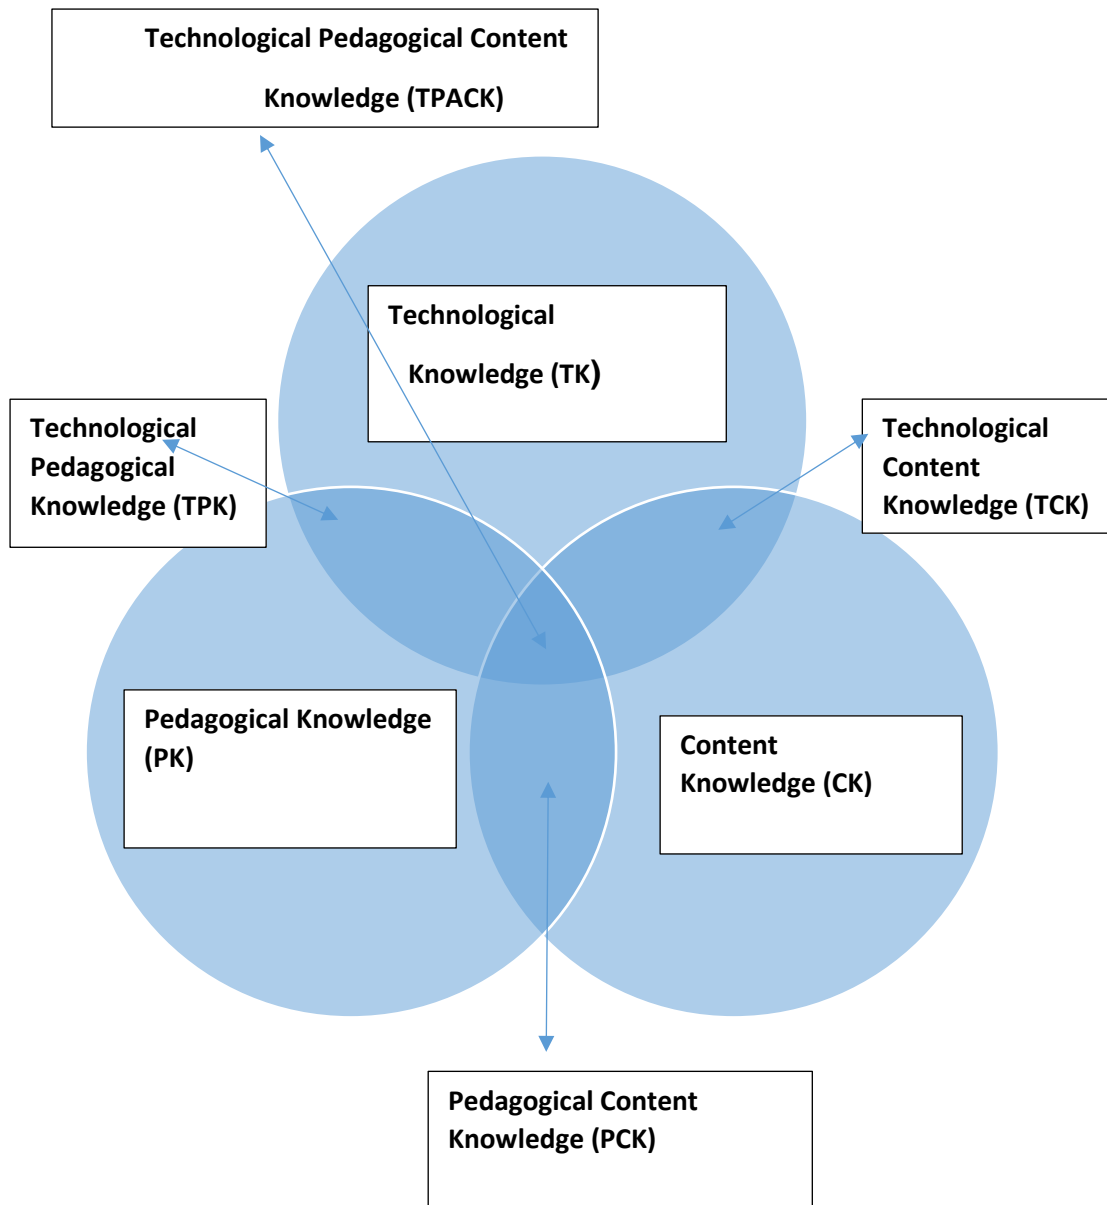 Technological Pedagogical Content
Knowledge (TPACK)
Technological
Knowledge (TK)
Technological
Pedagogical
Knowledge (TPK)
Technological
Content
Knowledge (TCK)
Pedagogical Knowledge
(PK)
Content
Knowledge (CK)
Pedagogical Content
Knowledge (PCK)